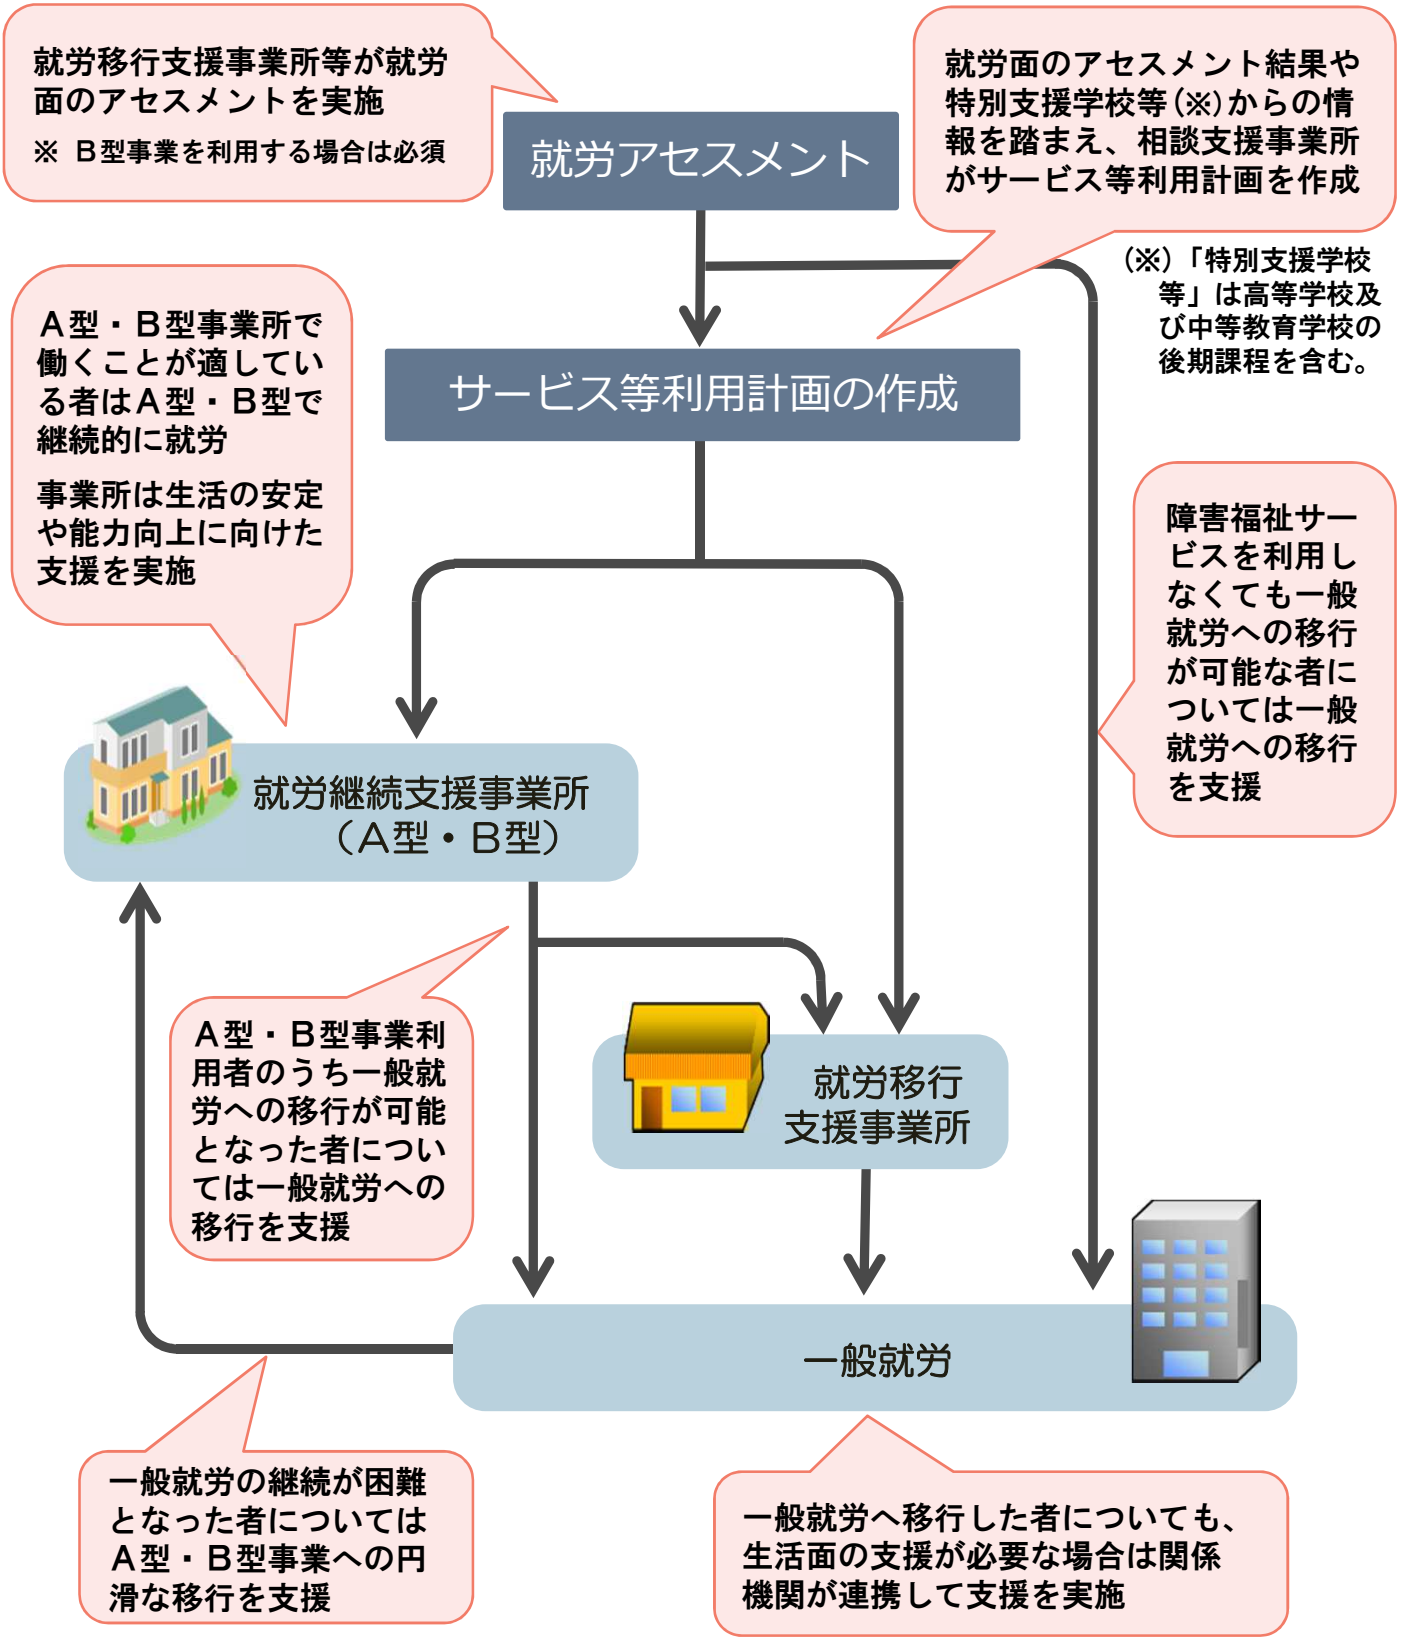 就労移行支援事業所等が就労
面のアセスメントを実施
※ B型事業を利用する場合は必須
就労アセスメント
就労面のアセスメント結果や
特別支援学校等(※)からの情
報を踏まえ、相談支援事業所
がサービス等利用計画を作成
(※)「特別支援学校
等」は高等学校及
び中等教育学校の
後期課程を含む。
A型・B型事業所で
働くことが適してい
る者はA型・B型で
継続的に就労
事業所は生活の安定
や能力向上に向けた
支援を実施
サービス等利用計画の作成
障害福祉サー
ビスを利用し
なくても一般
就労への移行
が可能な者に
ついては一般
就労への移行
を支援
就労継続支援事業所
(A型・B型)
A型・B型事業利
用者のうち一般就
労への移行が可能
となった者につい
ては一般就労への
移行を支援
就労移行
支援事業所
一般就労
一般就労の継続が困難
となった者については
A型・B型事業への円
滑な移行を支援
一般就労へ移行した者についても、
生活面の支援が必要な場合は関係
機関が連携して支援を実施